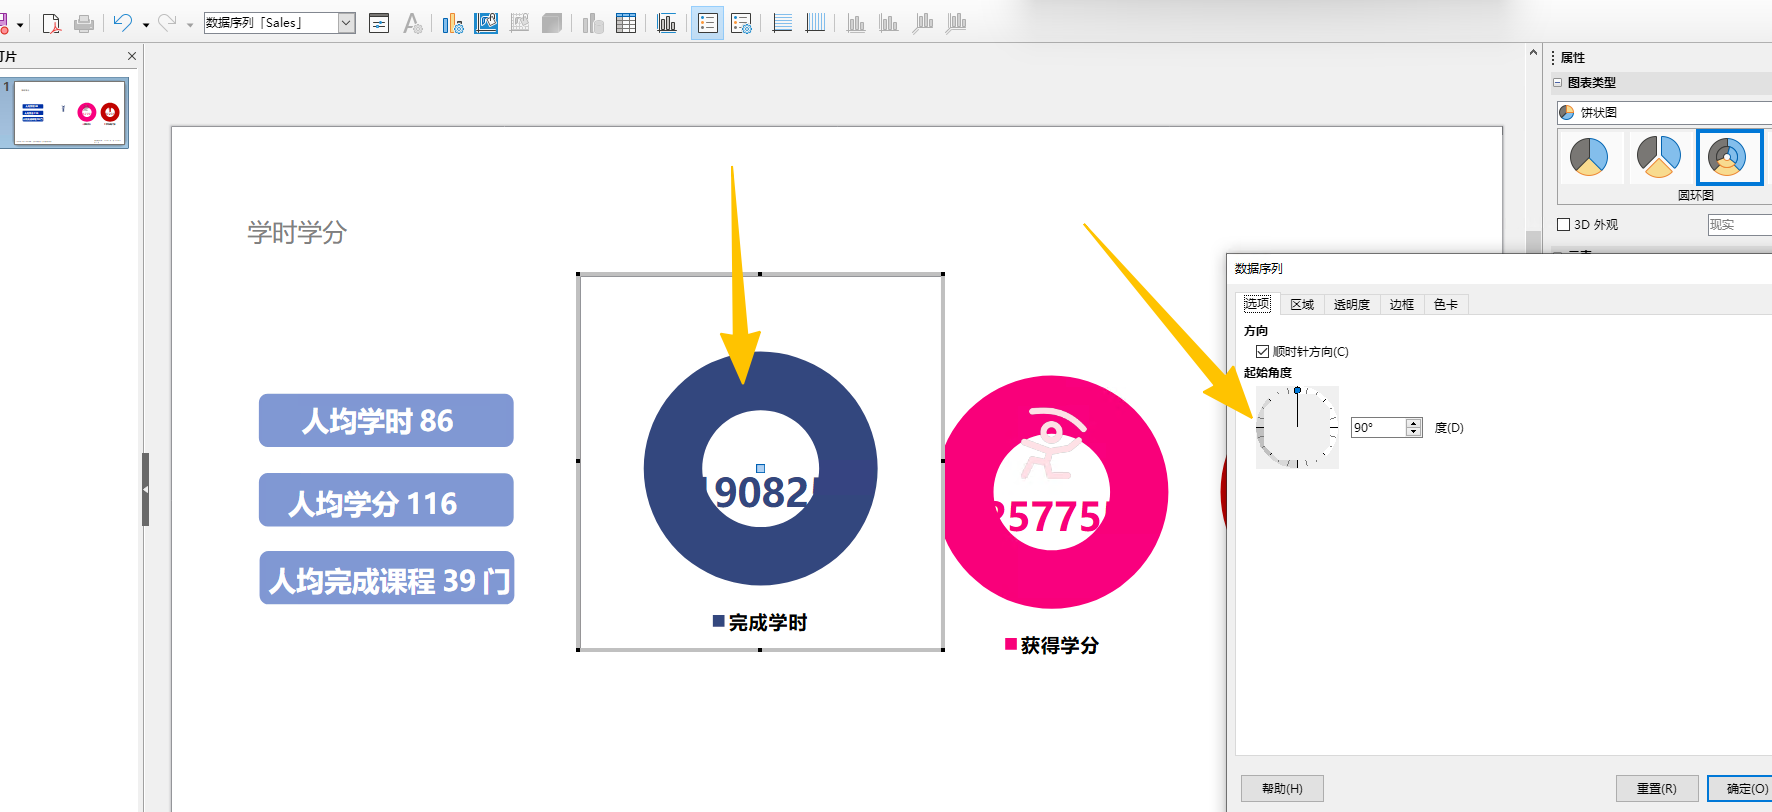 数据序列「Sales」
灯片
1
属性
图表类型
饼状图
圆环图
3D 外观
现实
学时学分
人均学时 86
人均学分 116
人均完成课程 39 门
19082
25775
完成学时
获得学分
数据序列
选项 区域 透明度 边框 色卡
方向
顺时针方向(C)
起始角度
90° 度(D)
帮助(H) 重置(R) 确定(O)